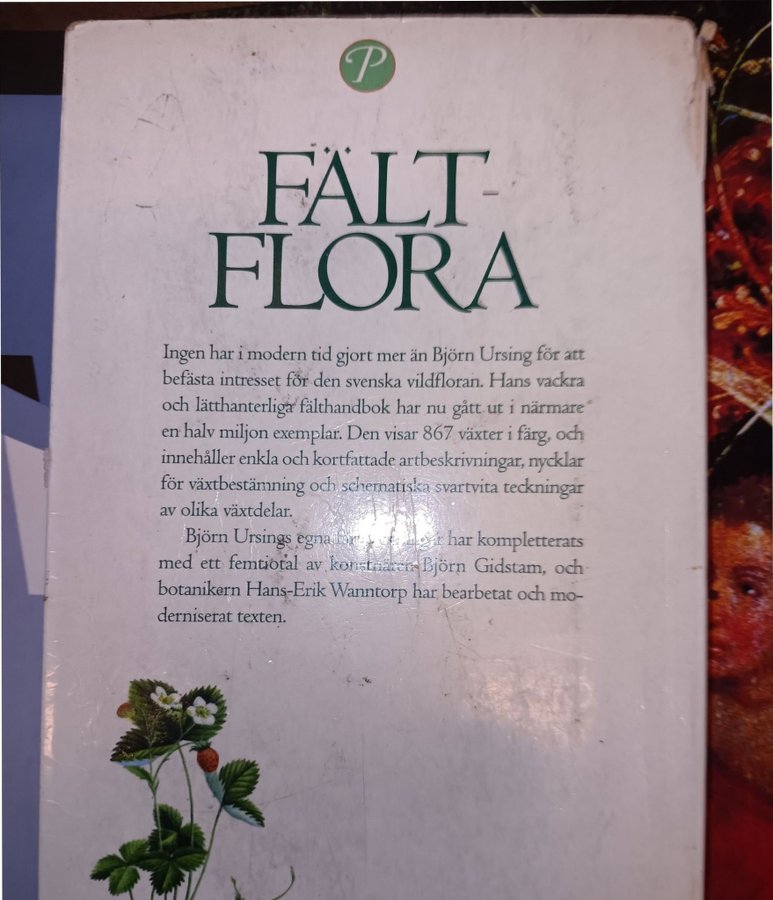 P
FÄLT-
FLORA
Ingen har i modern tid gjort mer än Björn Ursing för att
befästa intresset för den svenska vildfloran. Hans vackra
och lätthanterliga fälthandbok har nu gått ut i närmare
en halv miljon exemplar. Den visar 867 växter i färg, och
innehåller enkla och kortfattade artbeskrivningar, nycklar
för växtbestämning och schematiska svartvita teckningar
av olika växtdelar.
Björn Ursings egna har kompletterats
med ett femtiotal av konstnären Björn Gidstam, och
botanikern Hans-Erik Wanntorp har bearbetat och mo-
derniserat texten.